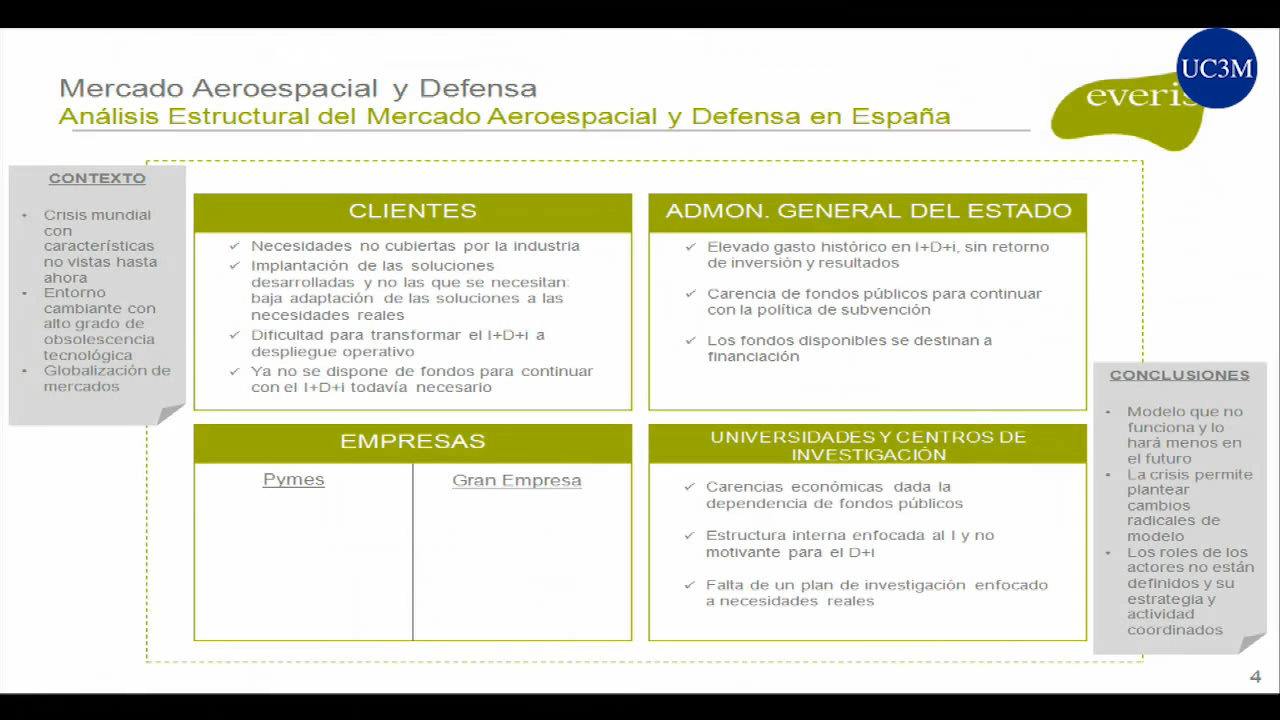 Mercado Aeroespacial y Defensa
Análisis Estructural del Mercado Aeroespacial y Defensa en España
everis
UC3M
CONTEXTO
• Crisis mundial
con
características
no vistas hasta
ahora
• Entorno
cambiante con
alto grado de
obsolescencia
tecnológica
• Globalización de
mercados
CLIENTES
✓ Necesidades no cubiertas por la industria
✓ Implantación de las soluciones
desarrolladas y no las que se necesitan:
baja adaptación de las soluciones a las
necesidades reales
✓ Dificultad para transformar el I+D+i a
despliegue operativo
✓ Ya no se dispone de fondos para continuar
con el I+D+i todavía necesario
ADMON. GENERAL DEL ESTADO
✓ Elevado gasto histórico en I+D+i, sin retorno
de inversión y resultados
✓ Carencia de fondos públicos para continuar
con la política de subvención
✓ Los fondos disponibles se destinan a
financiación
EMPRESAS
Pymes
Gran Empresa
UNIVERSIDADES Y CENTROS DE
INVESTIGACIÓN
✓ Carencias económicas dada la
dependencia de fondos públicos
✓ Estructura interna enfocada al I y no
motivante para el D+i
✓ Falta de un plan de investigación enfocado
a necesidades reales
CONCLUSIONES
• Modelo que no
funciona y lo
hará menos en
el futuro
• La crisis permite
plantear
cambios
radicales de
modelo
• Los roles de los
actores no están
definidos y su
estrategia y
actividad
coordinados
4